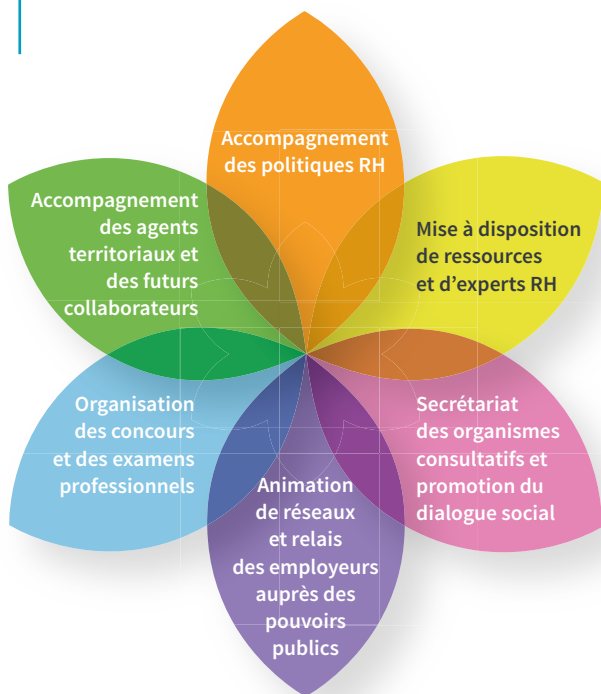 Accompagnement
des politiques RH
Accompagnement
des agents
territoriaux et
des futurs
collaborateurs
Mise à disposition
de ressources
et d’experts RH
Organisation
des concours
et des examens
professionnels
Secrétariat
des organismes
consultatifs et
promotion du
dialogue social
Animation
de réseaux
et relais
des employeurs
auprès des
pouvoirs
publics